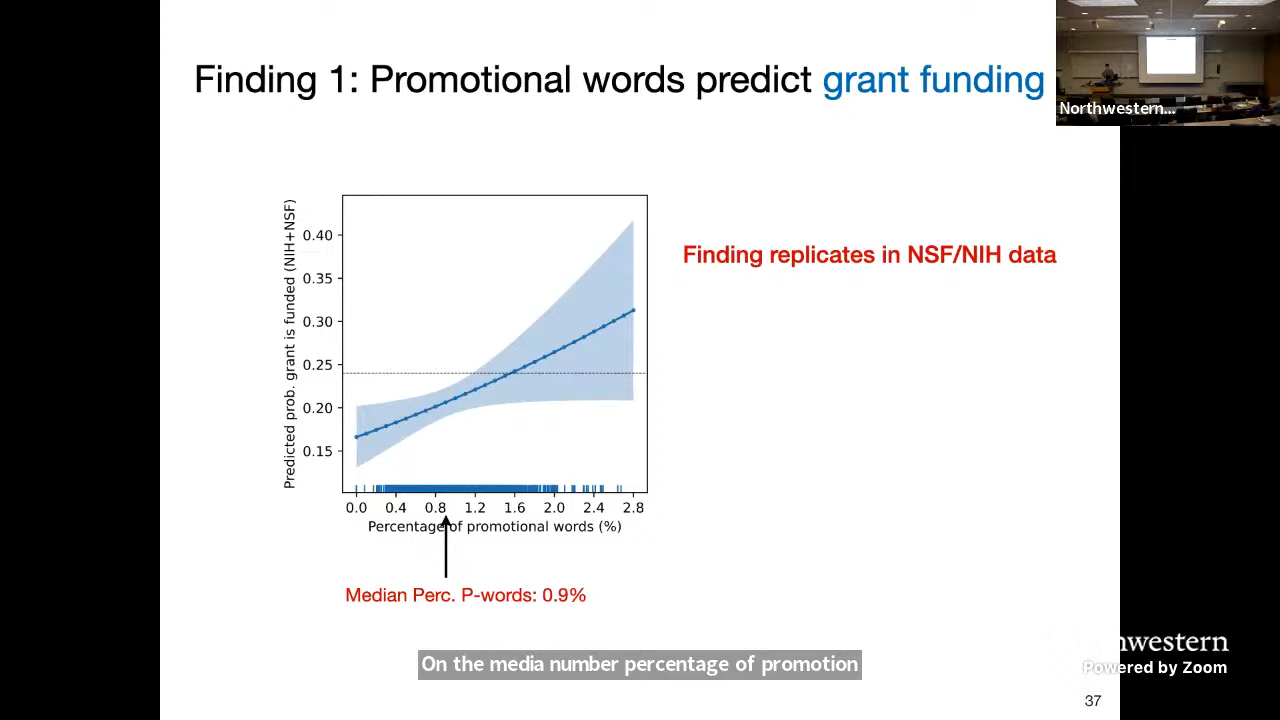 Finding 1: Promotional words predict grant funding
Northwestern...
Predicted prob. grant is funded (NIH+NSF)
0.40
0.35
0.30
0.25
0.20
0.15
0.0 0.4 0.8 1.2 1.6 2.0 2.4 2.8
Percentage of promotional words (%)
Finding replicates in NSF/NIH data
Median Perc. P-words: 0.9%
On the media number percentage of promotion
western
Powered by Zoom
37